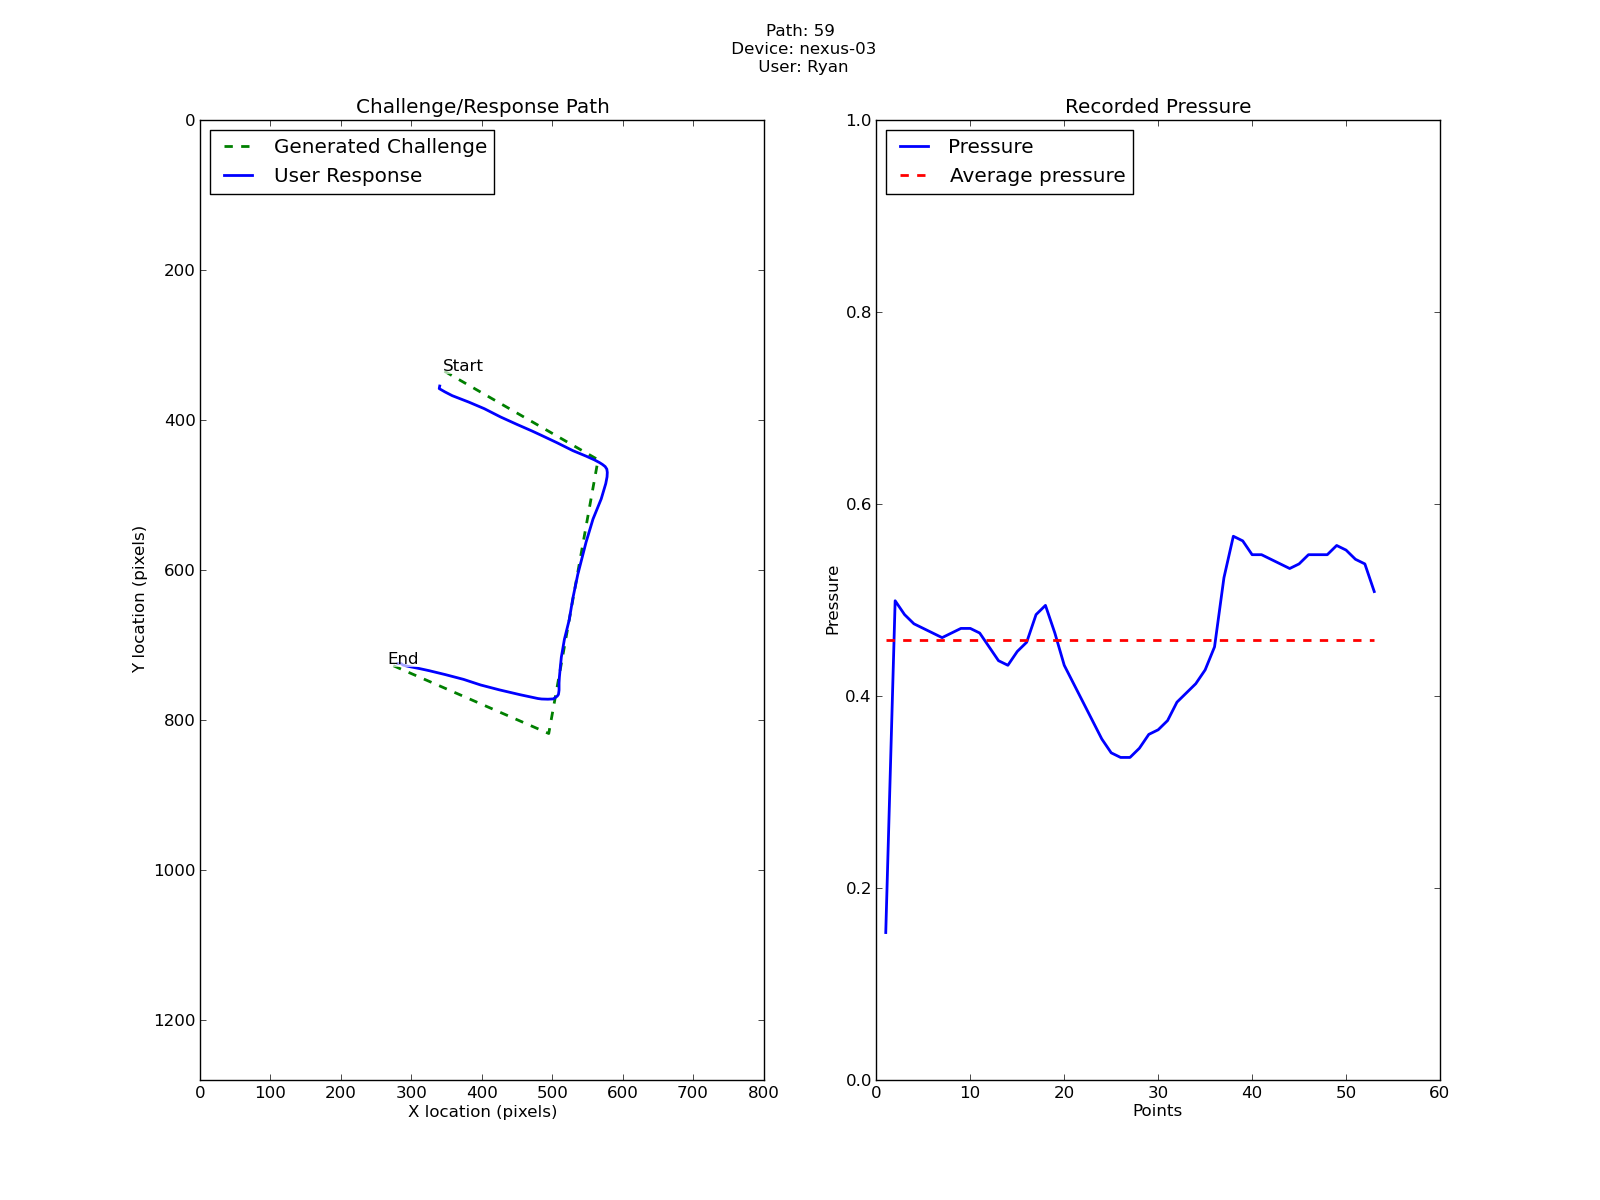 Path: 59
Device: nexus-03
User: Ryan
Challenge/Response Path
Generated Challenge
User Response
Start
End
0
200
400
600
800
1000
1200
Y location (pixels)
0 100 200 300 400 500 600 700 800
X location (pixels)
Recorded Pressure
Pressure
Average pressure
1.0
0.8
0.6
0.4
0.2
0.0
Pressure
0 10 20 30 40 50 60
Points